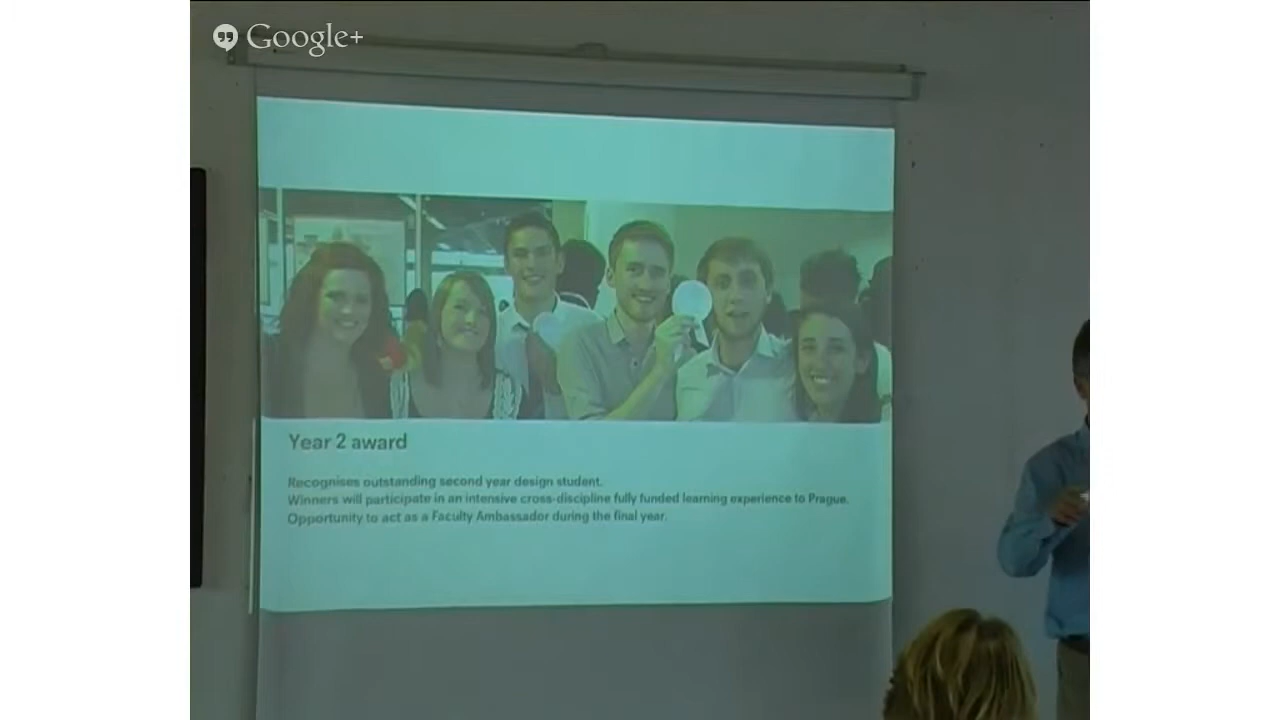 Google+
Year 2 award
Recognises outstanding second year design student.
Winners will participate in an intensive cross-discipline fully funded learning experience to Prague.
Opportunity to act as a Faculty Ambassador during the final year.